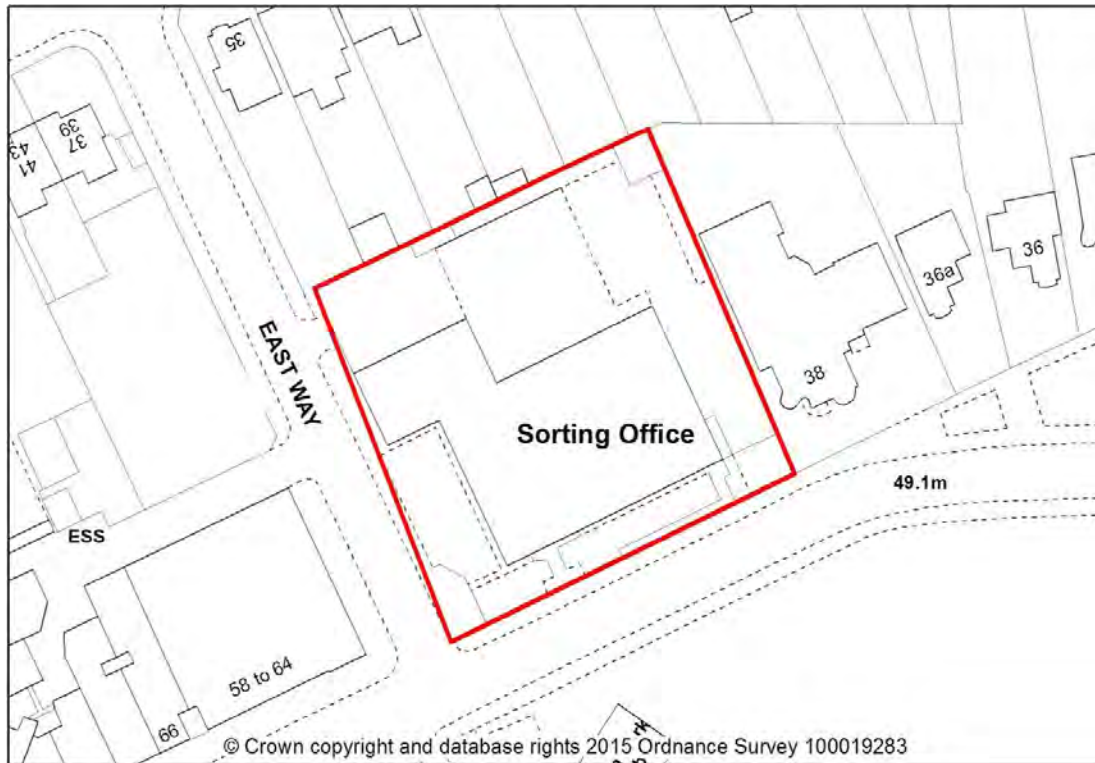 35
39
37
41
43
EAST WAY
Sorting Office
36
36a
38
49.1m
ESS
58 to 64
66
© Crown copyright and database rights 2015 Ordnance Survey 100019283